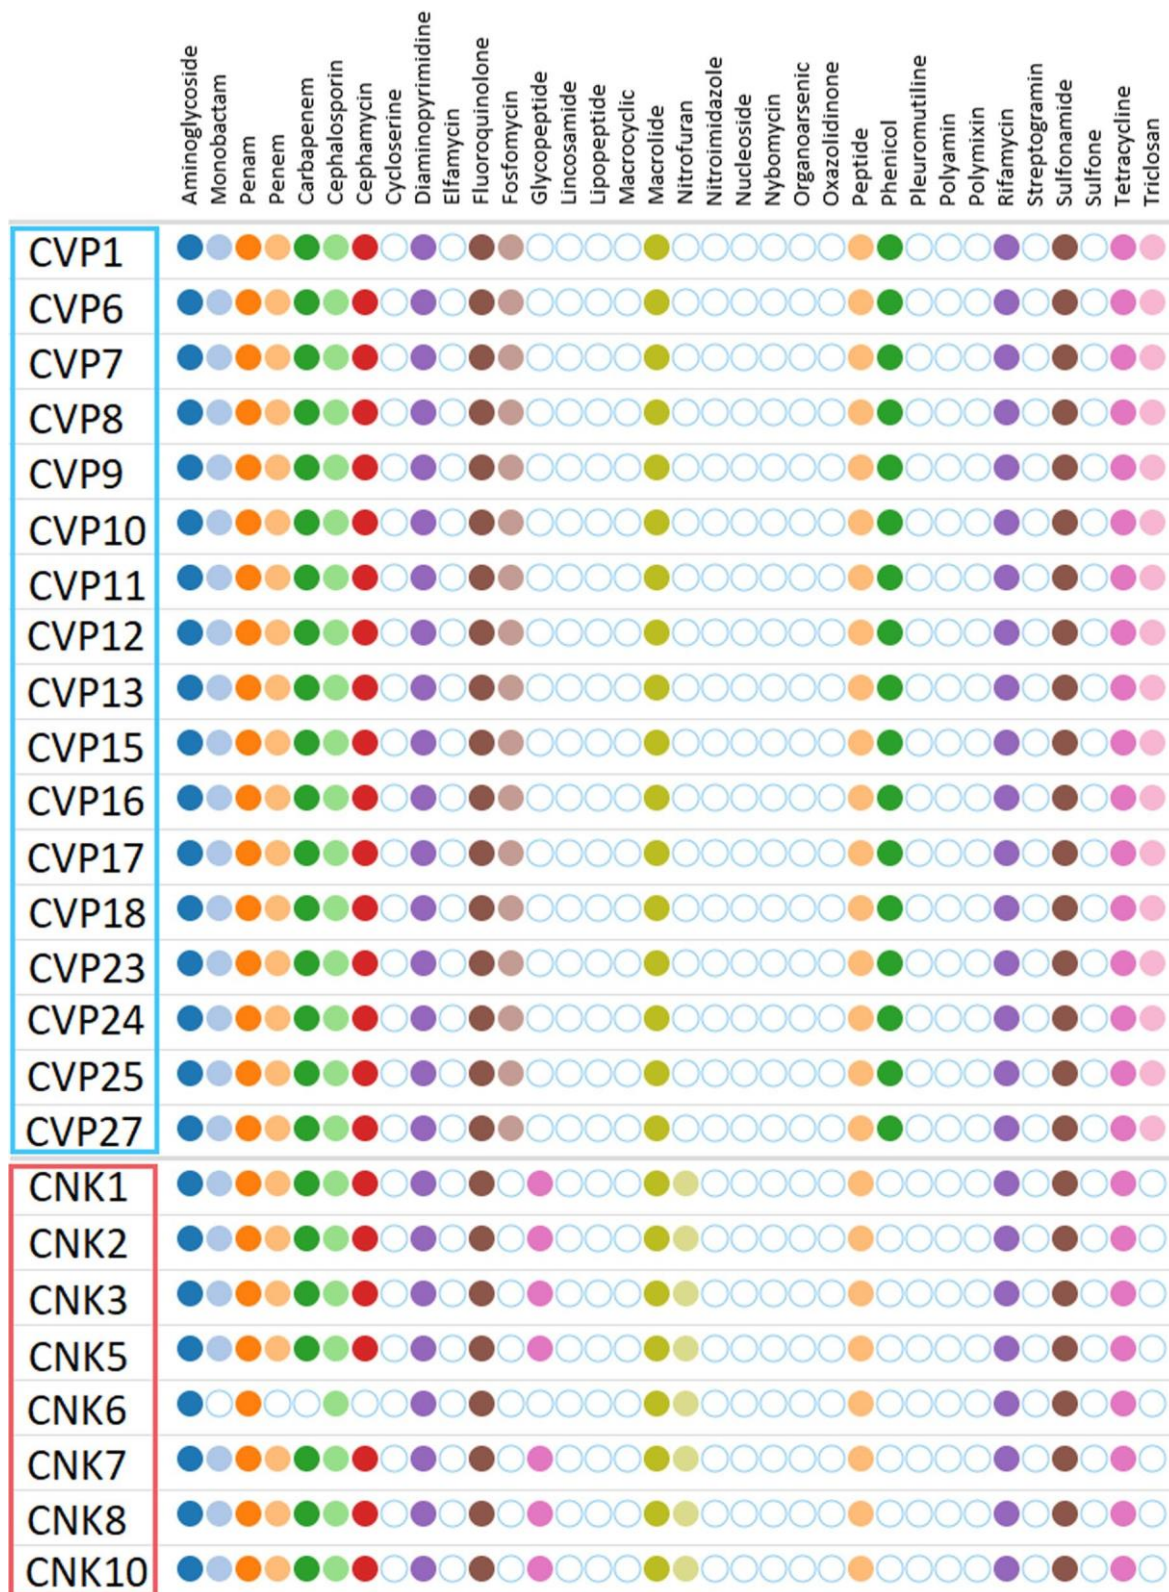 Aminoglycoside
Monobactam
Penam
Penem
Carbapenem
Cephalosporin
Cephamycin
Cycloserine
Diaminopyrimidine
Elfamycin
Fluoroquinolone
Fosfomycin
Glycopeptide
Lincosamide
Lipopeptide
Macrocyclic
Macrolide
Nitrofuran
Nitroimidazole
Nucleoside
Nybomycin
Organoarsenic
Oxazolidinone
Peptide
Phenicol
Pleuromutiline
Polyamin
Polymixin
Rifamycin
Streptogramin
Sulfonamide
Sulfone
Tetracycline
Triclosan
CVP1
CVP6
CVP7
CVP8
CVP9
CVP10
CVP11
CVP12
CVP13
CVP15
CVP16
CVP17
CVP18
CVP23
CVP24
CVP25
CVP27
CNK1
CNK2
CNK3
CNK5
CNK6
CNK7
CNK8
CNK10